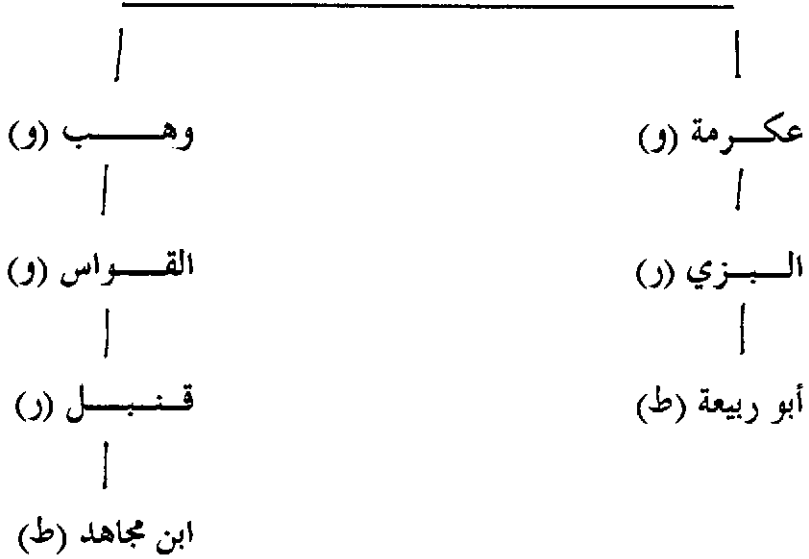 عكرمة (و) وهب (و)
البزي (ر) القواس (و)
أبو ربيعة (ط) قنبل (ر)
ابن مجاهد (ط)